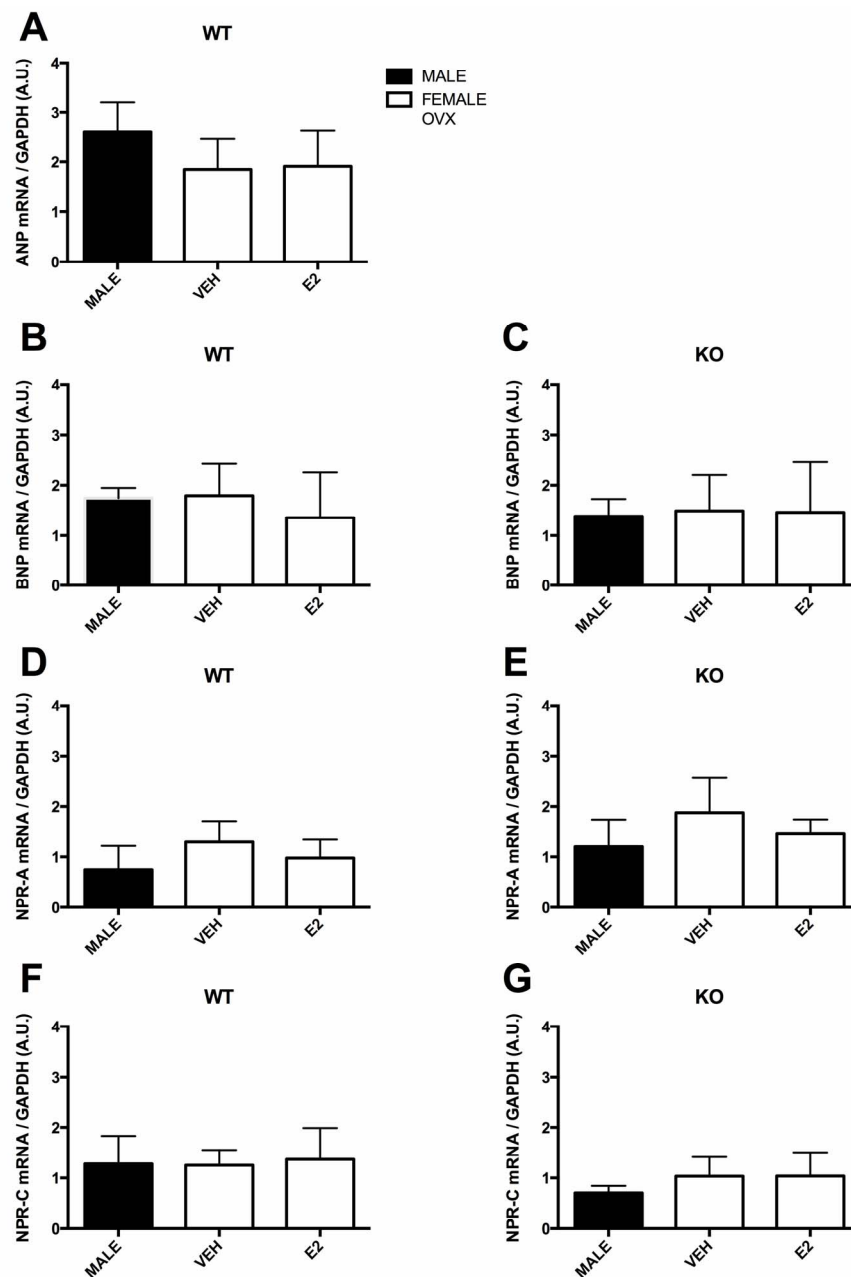 A
WT
ANP mRNA / GAPDH (A.U.)
4
3
2
1
0
MALE
VEH
E2
MALE
FEMALE
OVX
B
WT
BNP mRNA / GAPDH (A.U.)
4
3
2
1
0
MALE
VEH
E2
C
KO
BNP mRNA / GAPDH (A.U.)
4
3
2
1
0
MALE
VEH
E2
D
WT
NPR-A mRNA / GAPDH (A.U.)
4
3
2
1
0
MALE
VEH
E2
E
KO
NPR-A mRNA / GAPDH (A.U.)
4
3
2
1
0
MALE
VEH
E2
F
WT
NPR-C mRNA / GAPDH (A.U.)
4
3
2
1
0
MALE
VEH
E2
G
KO
NPR-C mRNA / GAPDH (A.U.)
4
3
2
1
0
MALE
VEH
E2